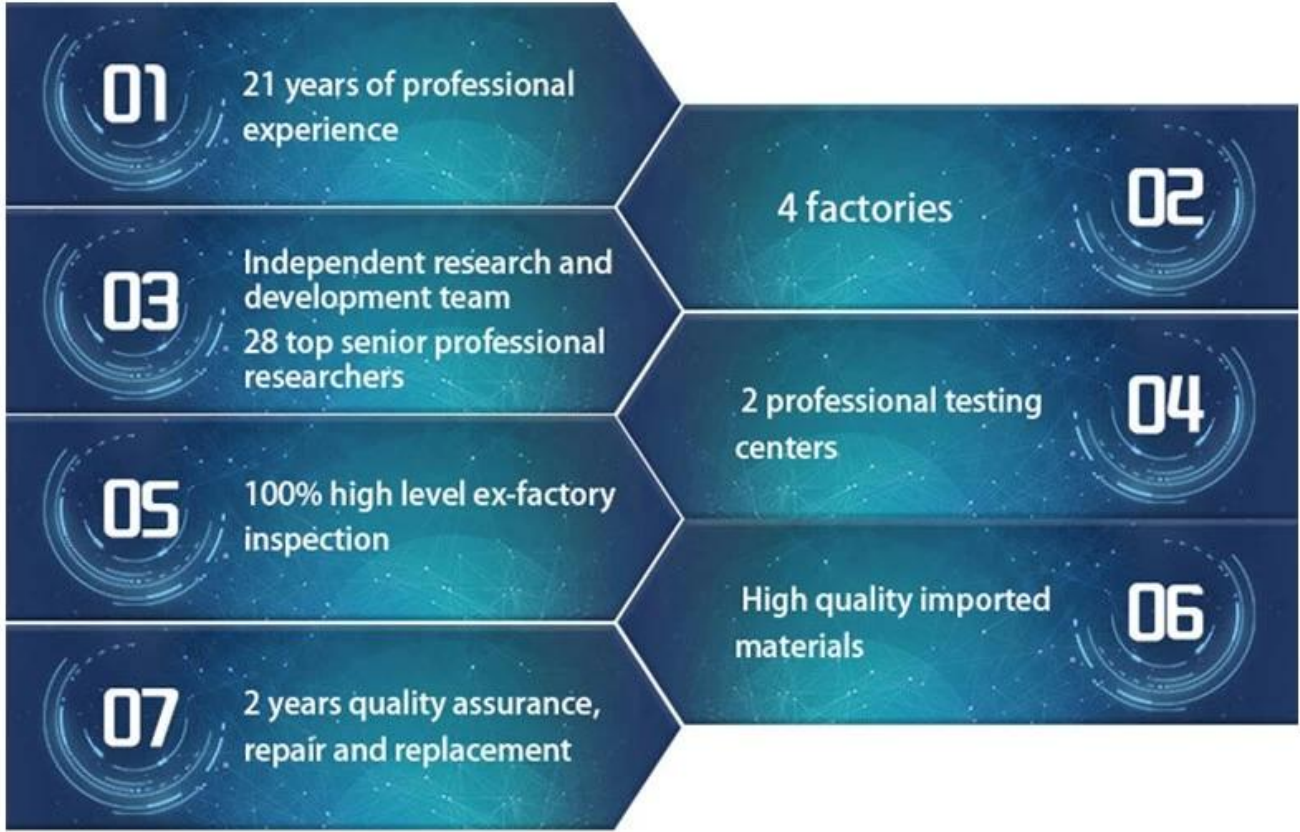 01
21 years of professional
experience
02
4 factories
03
Independent research and
development team
28 top senior professional
researchers
04
2 professional testing
centers
05
100% high level ex-factory
inspection
06
High quality imported
materials
07
2 years quality assurance,
repair and replacement